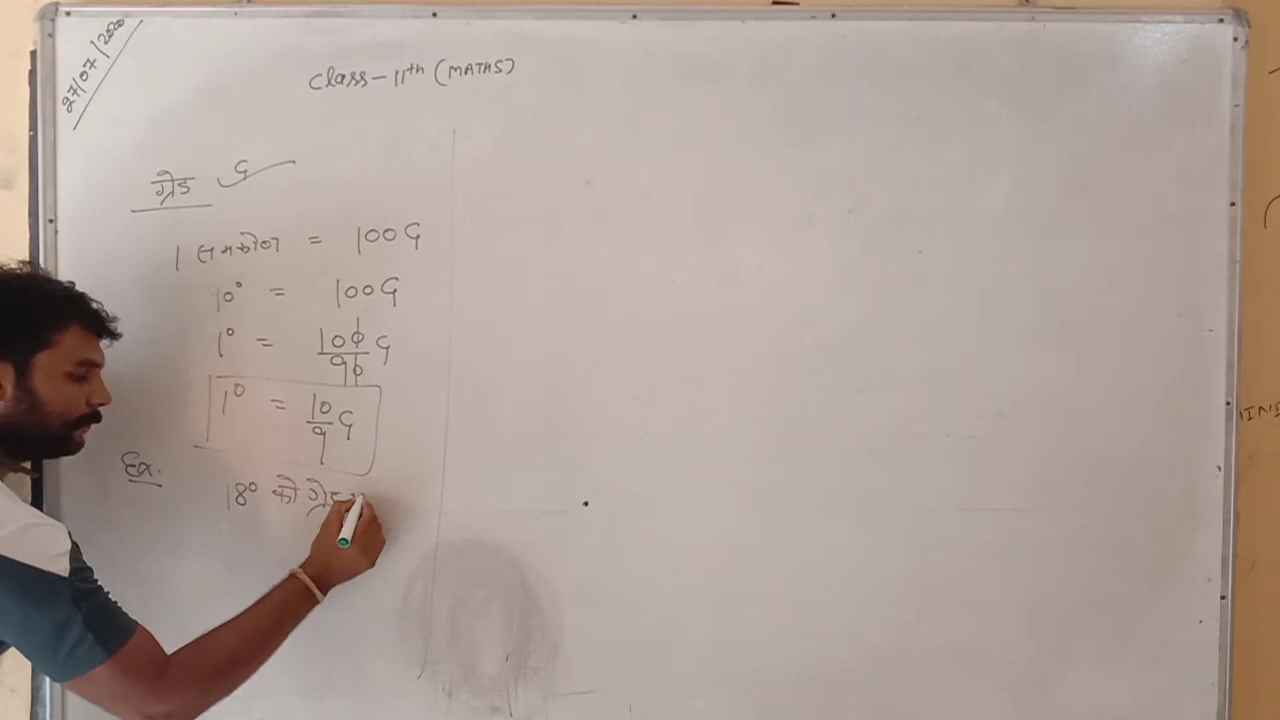 27/07/2020
Class-11th (MATHS)
ग्रेड G
1 समकोण = 100G
90° = 100G
1° = 100/90 G
1° = 10/9 G
Ex.
18° को ग्रेड